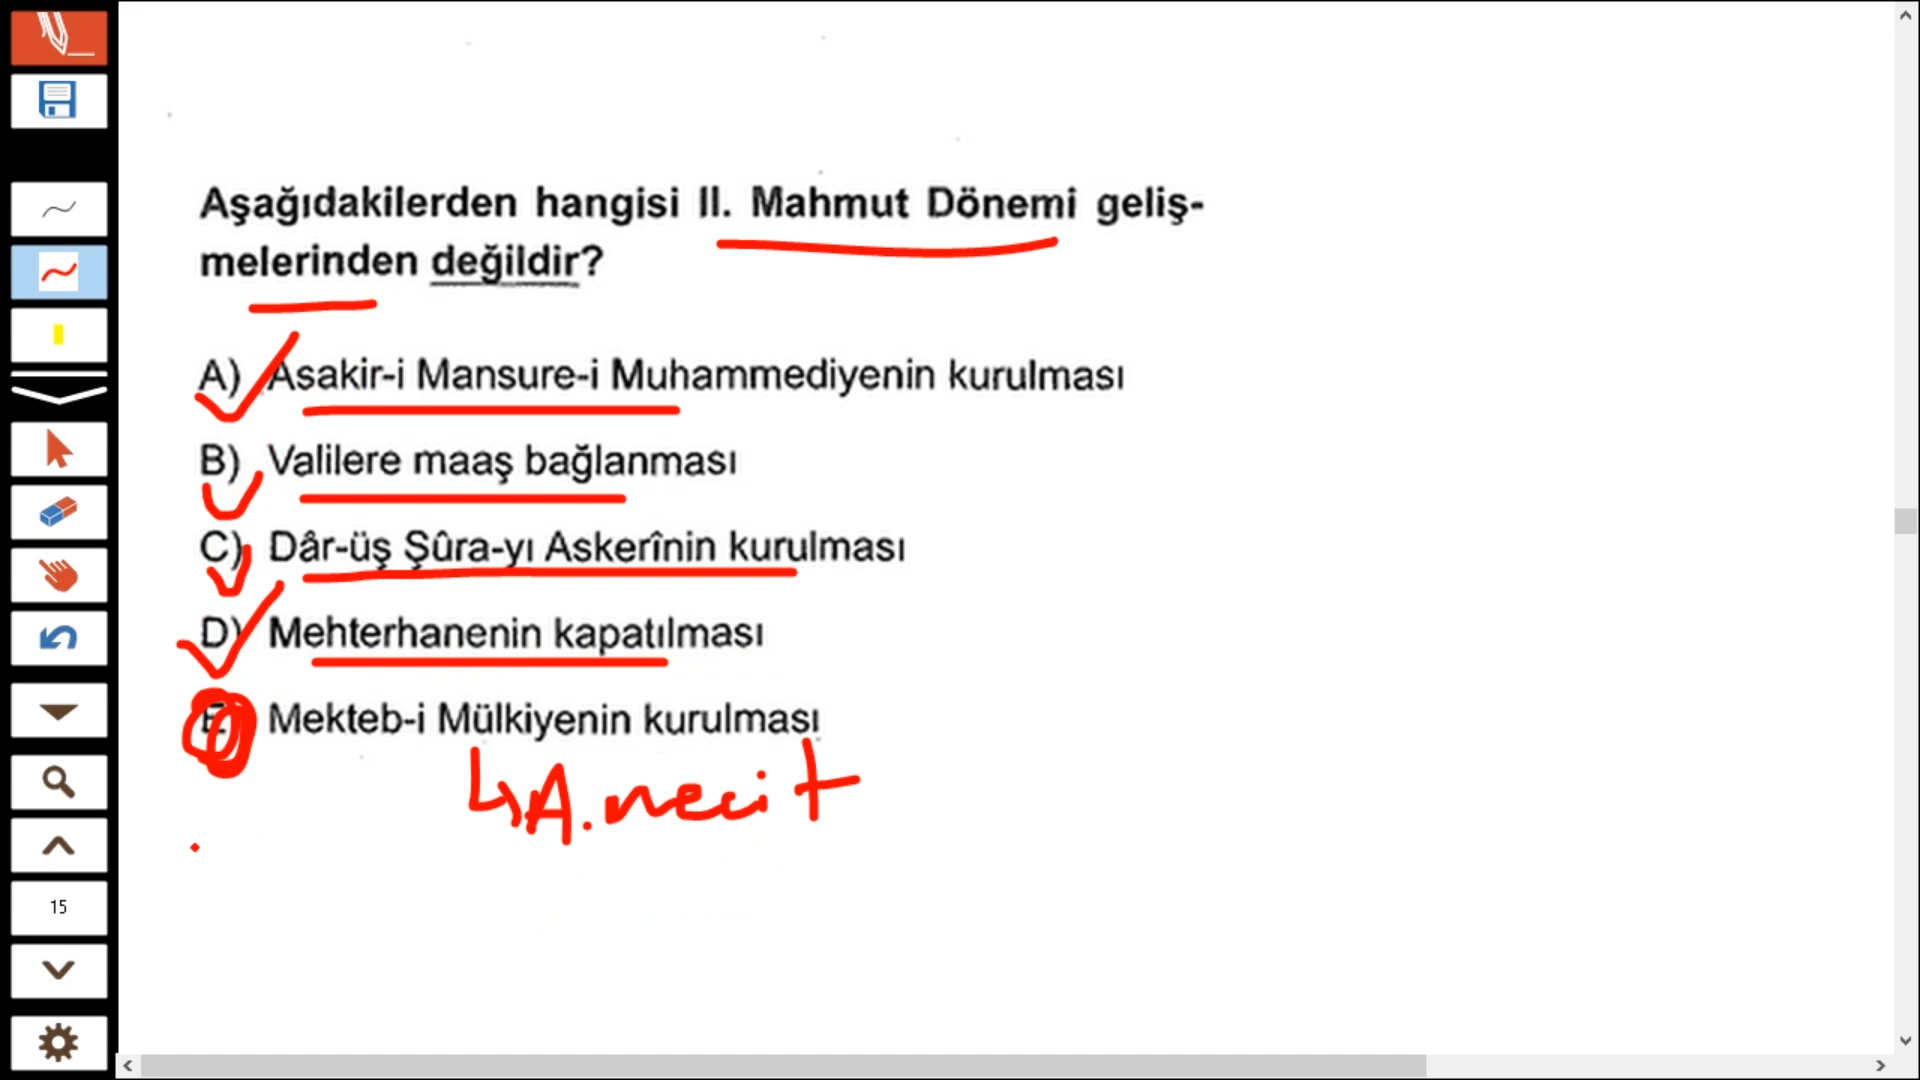 Aşağıdakilerden hangisi II. Mahmut Dönemi geliş-
melerinden değildir?
A) Asakir-i Mansure-i Muhammediyenin kurulması
B) Valilere maaş bağlanması
C) Dâr-üş Şûra-yı Askerînin kurulması
D) Mehterhanenin kapatılması
E) Mekteb-i Mülkiyenin kurulması
A. mecit
15